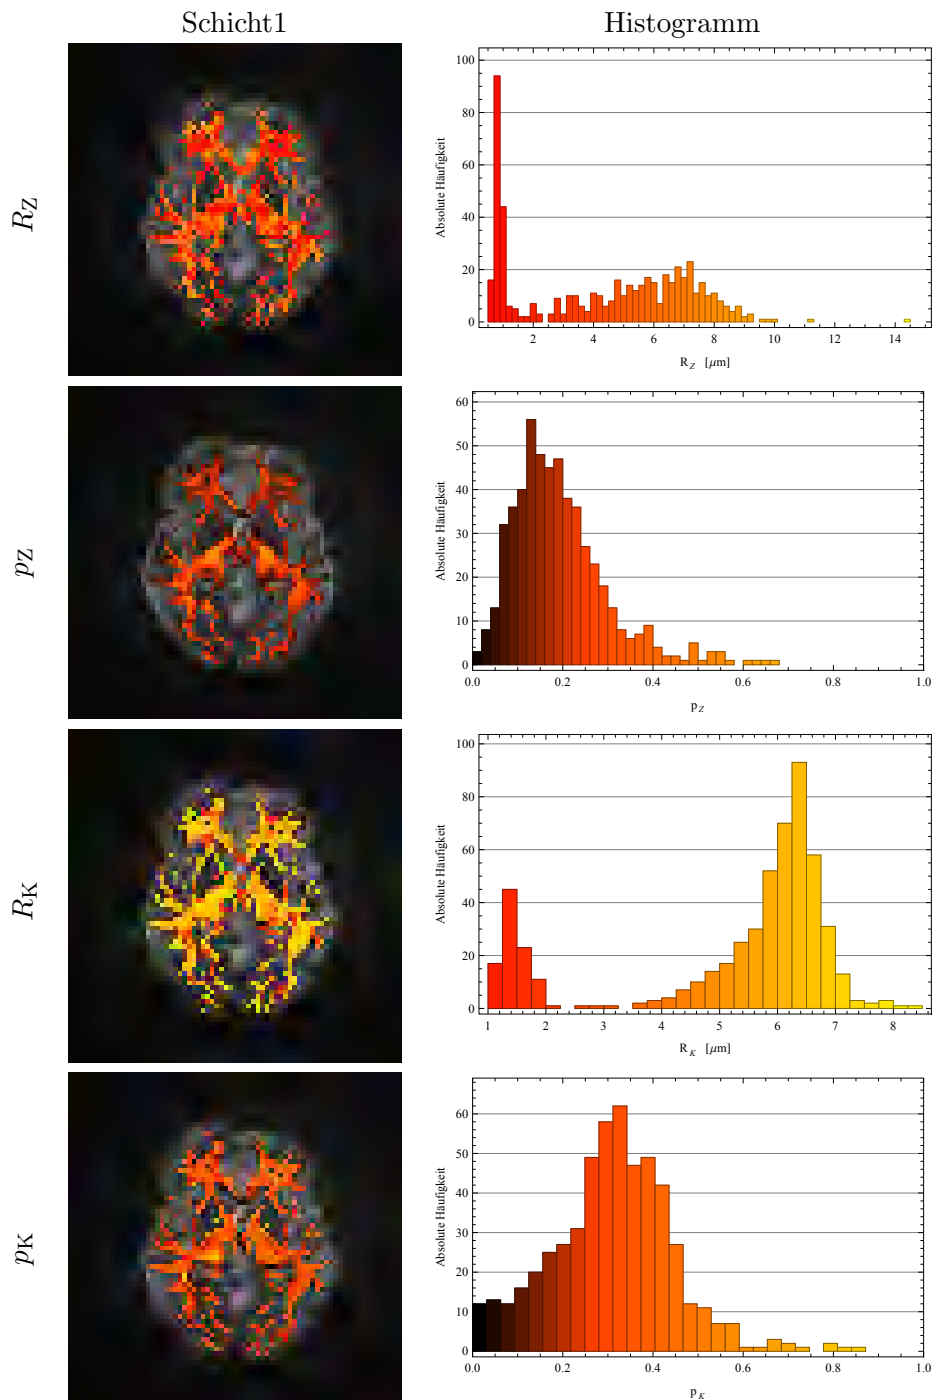 Schicht1 Histogramm
R_Z
Absolute Häufigkeit
100
80
60
40
20
0
2 4 6 8 10 12 14
R_Z [µm]
p_Z
Absolute Häufigkeit
60
50
40
30
20
10
0
0.0 0.2 0.4 0.6 0.8 1.0
p_Z
R_K
Absolute Häufigkeit
100
80
60
40
20
0
1 2 3 4 5 6 7 8
R_K [µm]
p_K
Absolute Häufigkeit
60
50
40
30
20
10
0
0.0 0.2 0.4 0.6 0.8 1.0
p_K